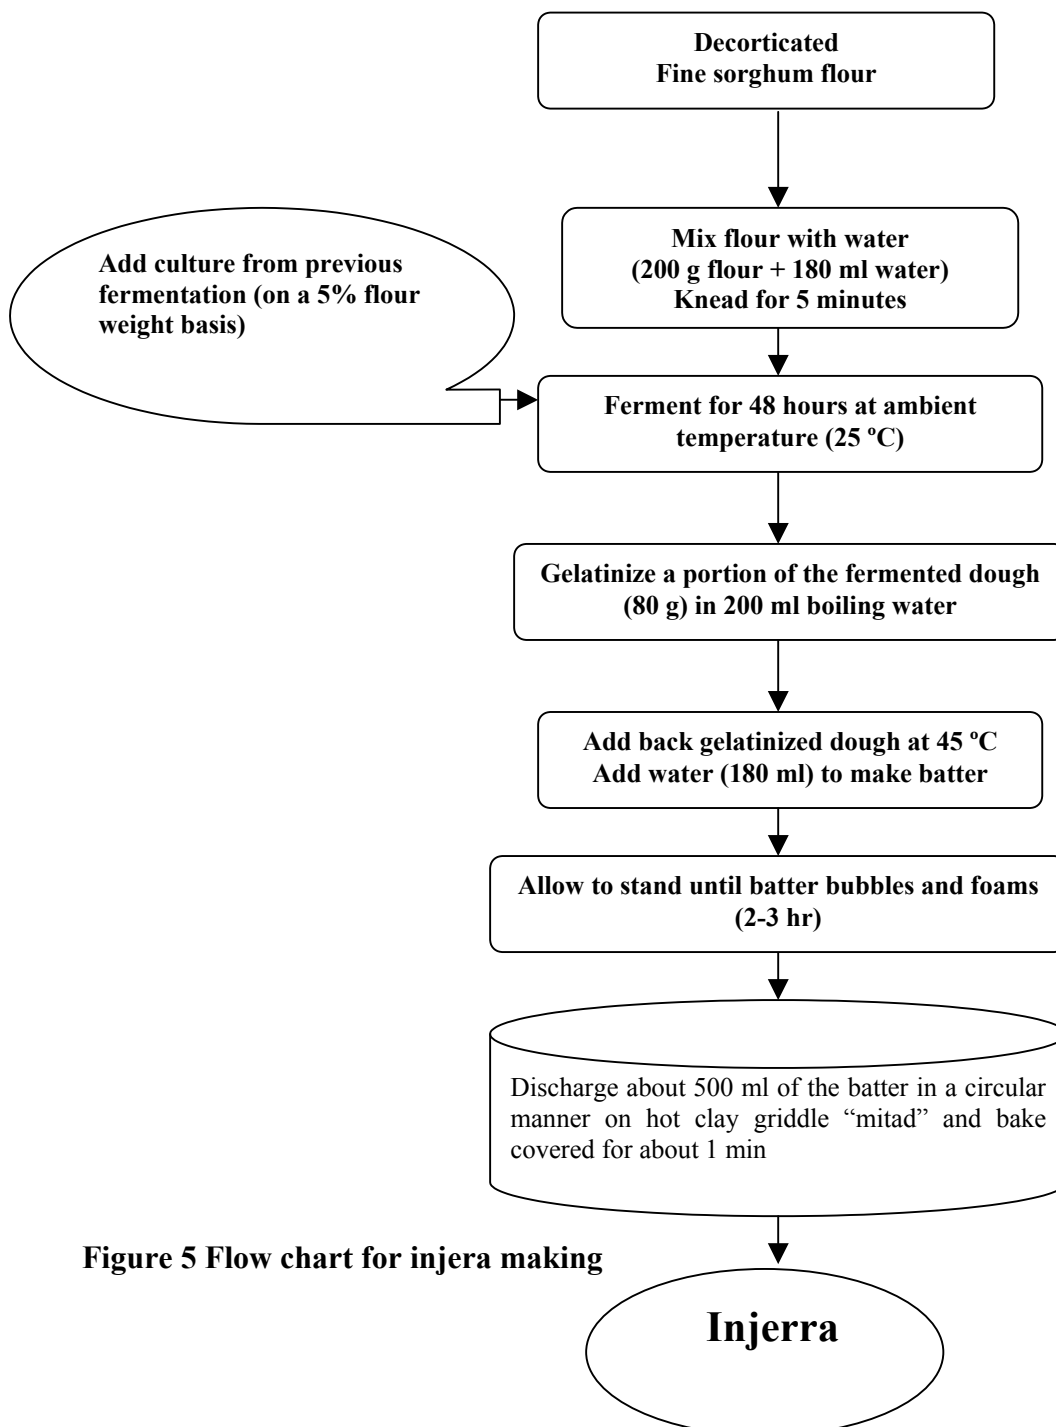 Decorticated
Fine sorghum flour
Mix flour with water
(200 g flour + 180 ml water)
Knead for 5 minutes
Add culture from previous
fermentation (on a 5% flour
weight basis)
Ferment for 48 hours at ambient
temperature (25 ºC)
Gelatinize a portion of the fermented dough
(80 g) in 200 ml boiling water
Add back gelatinized dough at 45 ºC
Add water (180 ml) to make batter
Allow to stand until batter bubbles and foams
(2-3 hr)
Discharge about 500 ml of the batter in a circular
manner on hot clay griddle “mitad” and bake
covered for about 1 min
Figure 5 Flow chart for injera making
Injerra